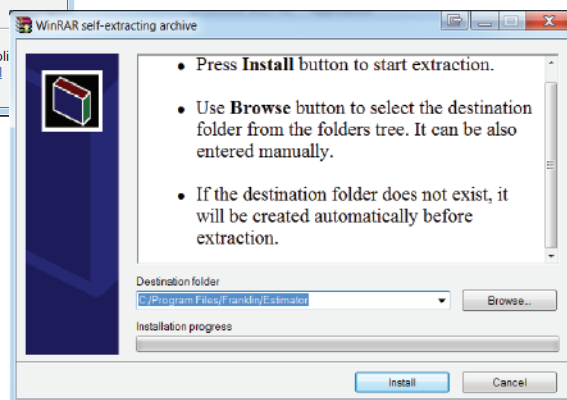 WinRAR self-extracting archive
• Press Install button to start extraction.
• Use Browse button to select the destination
folder from the folders tree. It can be also
entered manually.
• If the destination folder does not exist, it
will be created automatically before
extraction.
Destination folder
C:/Program Files/Franklin/Estimator
Browse...
Installation progress
Install
Cancel